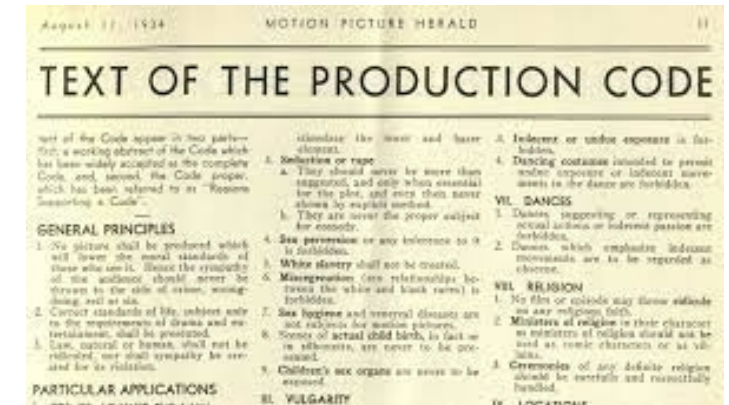 August 11, 1934
MOTION PICTURE HERALD
11
TEXT OF THE PRODUCTION CODE
text of the Code appear in two parts—
first, a working abstract of the Code which
has been widely accepted as the complete
Code, and, second, the Code proper,
which has been referred to as "Reasons
Supporting a Code".
GENERAL PRINCIPLES
1. No picture shall be produced which
will lower the moral standards of
those who see it. Hence the sympathy
of the audience should never be
thrown to the side of crime, wrong-
doing, evil or sin.
2. Correct standards of life, subject only
to the requirements of drama and en-
tertainment, shall be presented.
3. Law, natural or human, shall not be
ridiculed, nor shall sympathy be cre-
ated for its violation.
PARTICULAR APPLICATIONS
stimulate the lower and baser
element.
3. Seduction or rape
a. They should never be more than
suggested, and only when essential
for the plot, and even then never
shown by explicit method.
b. They are never the proper subject
for comedy.
4. Sex perversion or any inference to it
is forbidden.
5. White slavery shall not be treated.
6. Miscegenation (sex relationships be-
tween the white and black races) is
forbidden.
7. Sex hygiene and venereal diseases are
not subjects for motion pictures.
8. Scenes of actual child birth, in fact or
in silhouette, are never to be pre-
sented.
9. Children's sex organs are never to be
exposed.
III. VULGARITY
3. Indecent or undue exposure is for-
bidden.
4. Dancing costumes intended to permit
undue exposure or indecent move-
ments in the dance are forbidden.
VII. DANCES
1. Dances suggesting or representing
sexual actions or indecent passion are
forbidden.
2. Dances which emphasize indecent
movements are to be regarded as
obscene.
VIII. RELIGION
1. No film or episode may throw ridicule
on any religious faith.
2. Ministers of religion in their character
as ministers of religion should not be
used as comic characters or as vil-
lains.
3. Ceremonies of any definite religion
should be carefully and respectfully
handled.
IX. LOCATIONS